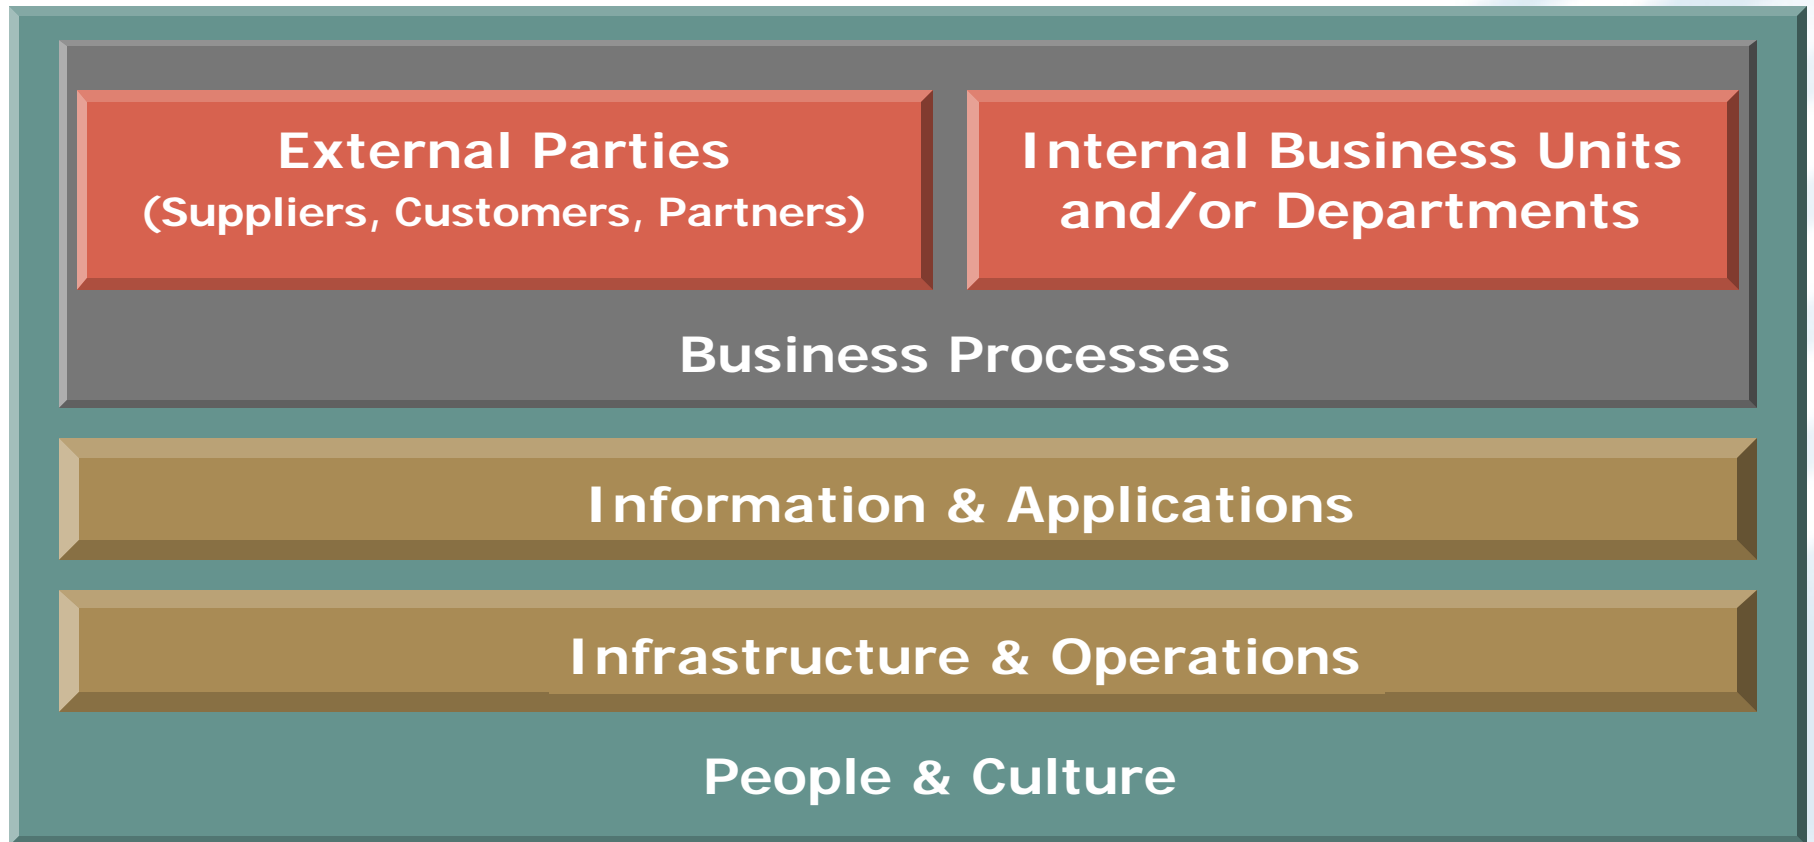 External Parties
(Suppliers, Customers, Partners)
Internal Business Units
and/or Departments
Business Processes
Information & Applications
Infrastructure & Operations
People & Culture